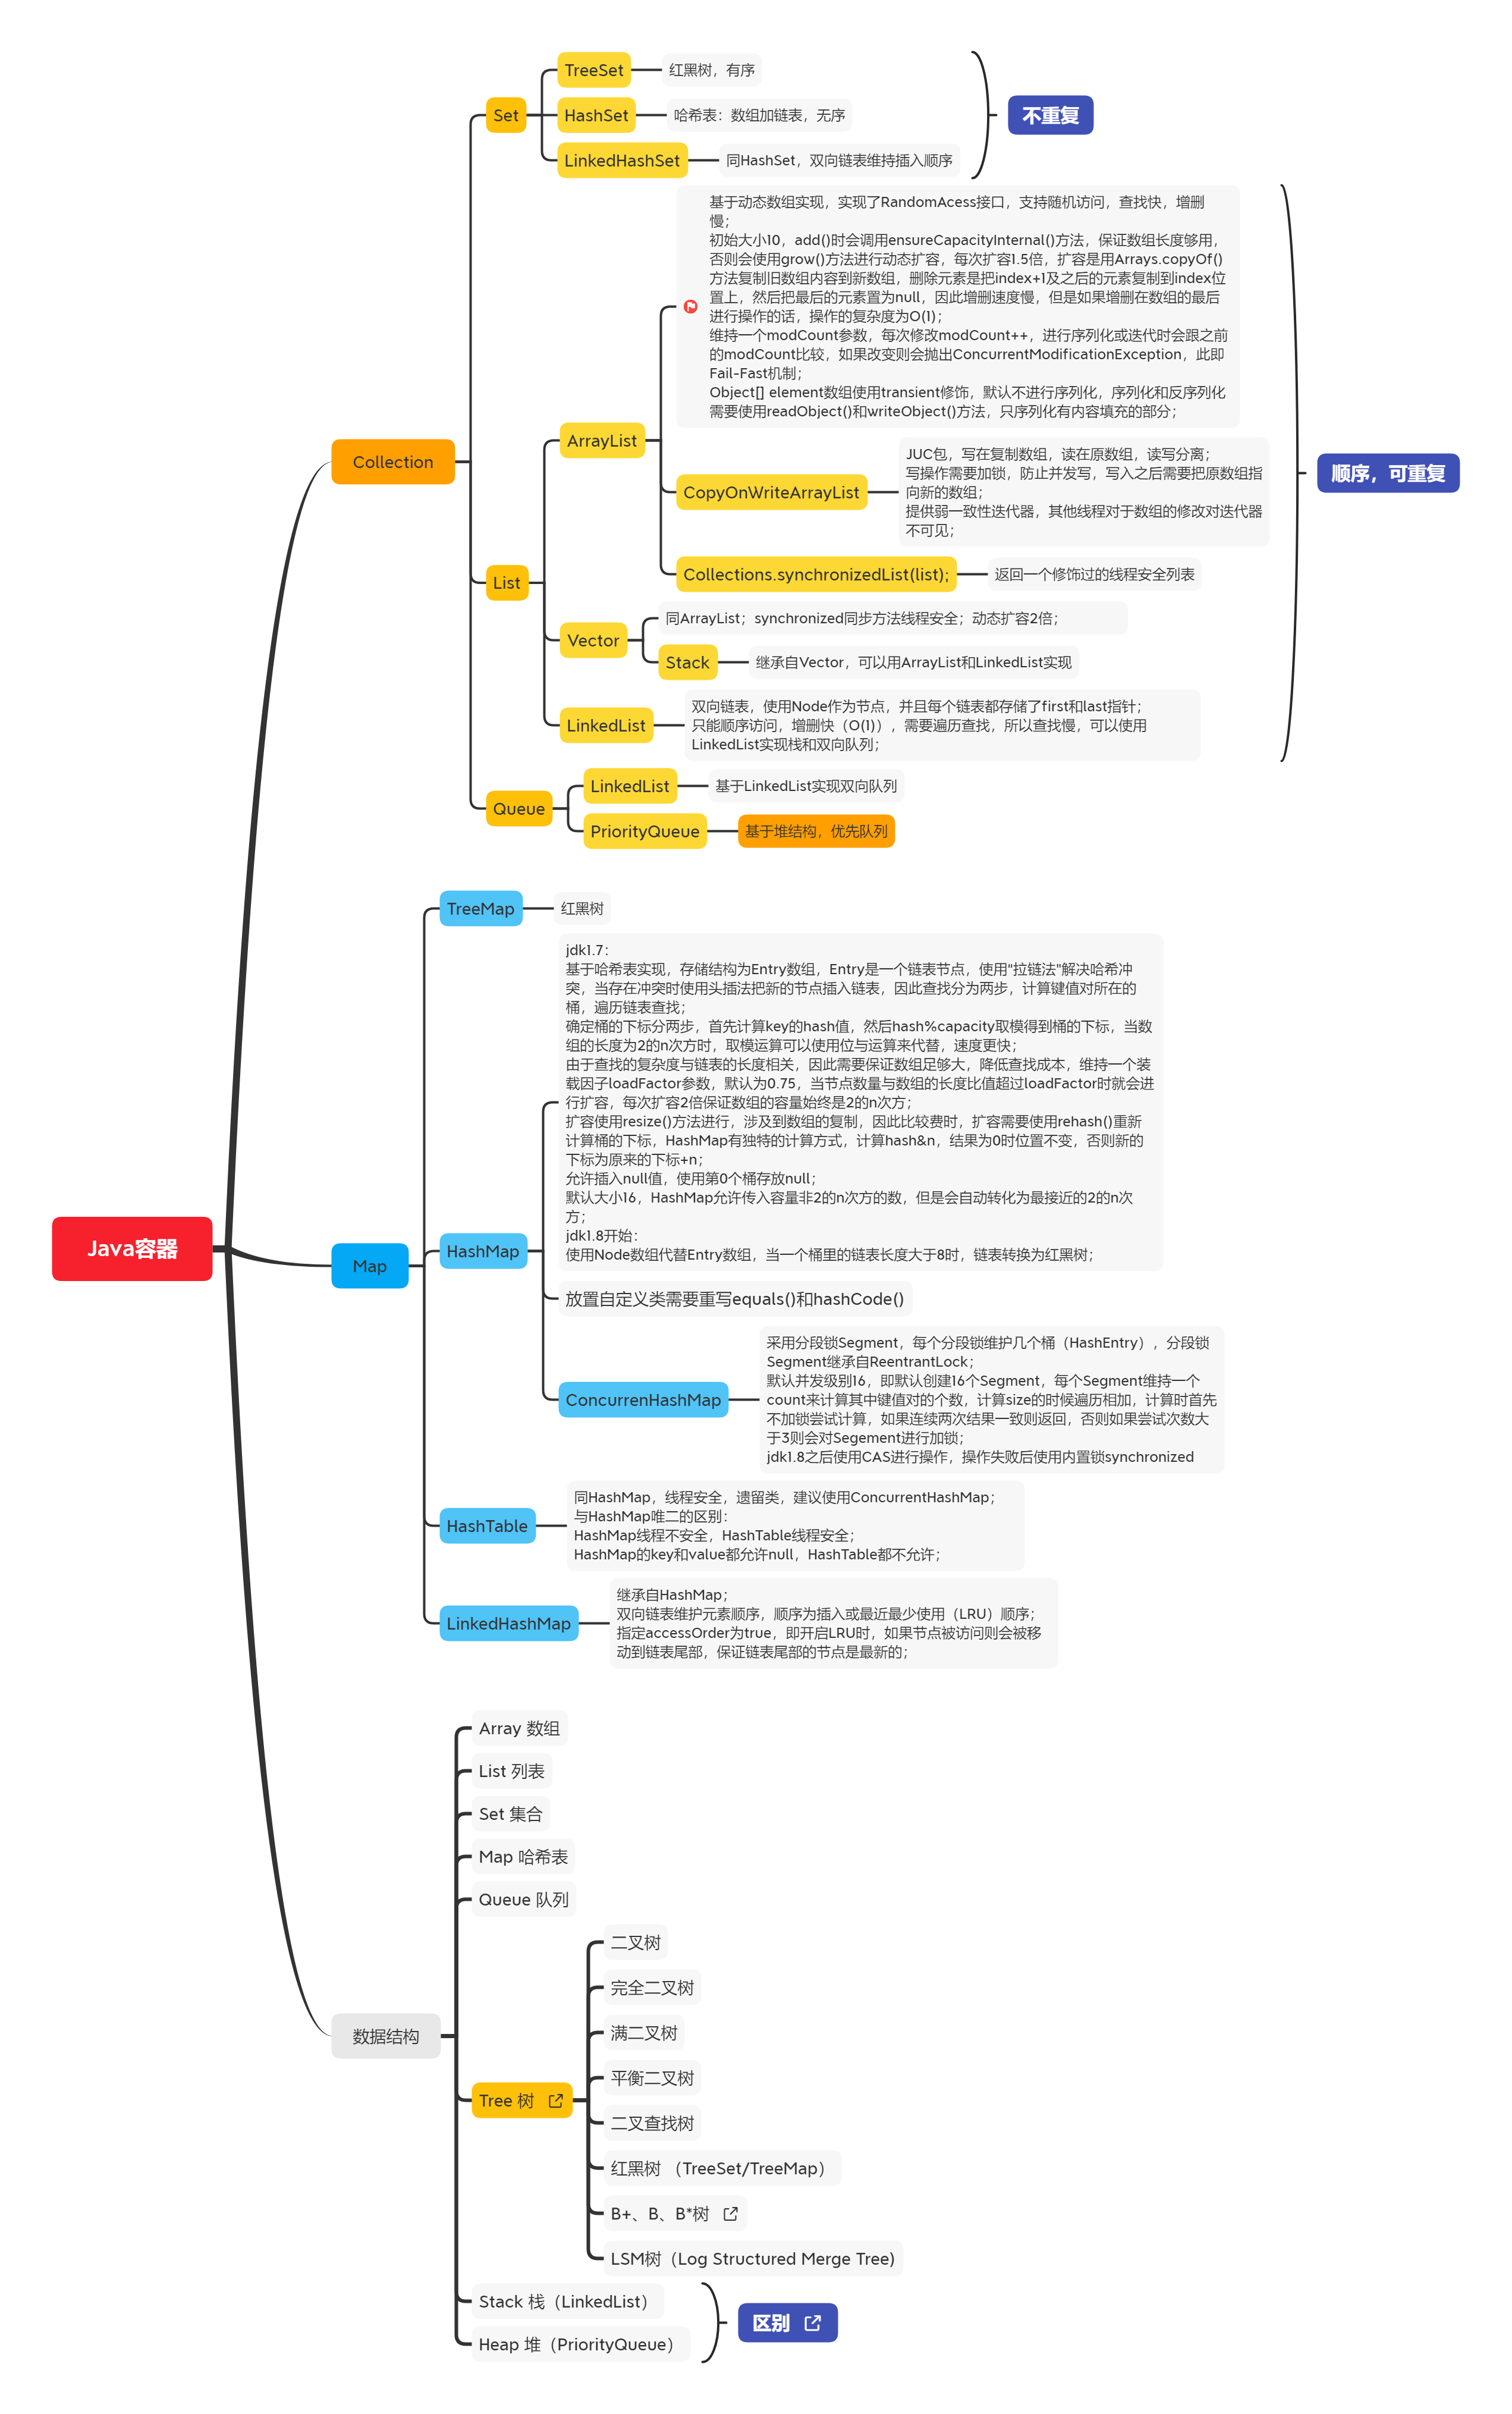 TreeSet
红黑树，有序
Set
HashSet
哈希表：数组加链表，无序
不重复
LinkedHashSet
同HashSet，双向链表维持插入顺序
基于动态数组实现，实现了RandomAcess接口，支持随机访问，查找快，增删
慢；
初始大小10，add()时会调用ensureCapacityInternal()方法，保证数组长度够用，
否则会使用grow()方法进行动态扩容，每次扩容1.5倍，扩容是用Arrays.copyOf()
方法复制旧数组内容到新数组，删除元素是把index+1及之后的元素复制到index位
置上，然后把最后的元素置为null，因此增删速度慢，但是如果增删在数组的最后
进行操作的话，操作的复杂度为O(1)；
维持一个modCount参数，每次修改modCount++，进行序列化或迭代时会跟之前
的modCount比较，如果改变则会抛出ConcurrentModificationException，此即
Fail-Fast机制；
Object[] element数组使用transient修饰，默认不进行序列化，序列化和反序列化
需要使用readObject()和writeObject()方法，只序列化有内容填充的部分；
ArrayList
Collection
JUC包，写在复制数组，读在原数组，读写分离；
写操作需要加锁，防止并发写，写入之后需要把原数组指
向新的数组；
提供弱一致性迭代器，其他线程对于数组的修改对迭代器
不可见；
CopyOnWriteArrayList
顺序，可重复
Collections.synchronizedList(list);
返回一个修饰过的线程安全列表
List
同ArrayList；synchronized同步方法线程安全；动态扩容2倍；
Vector
Stack
继承自Vector，可以用ArrayList和LinkedList实现
双向链表，使用Node作为节点，并且每个链表都存储了first和last指针；
只能顺序访问，增删快（O(1)），需要遍历查找，所以查找慢，可以使用
LinkedList实现栈和双向队列；
LinkedList
LinkedList
基于LinkedList实现双向队列
Queue
PriorityQueue
基于堆结构，优先队列
TreeMap
红黑树
jdk1.7：
基于哈希表实现，存储结构为Entry数组，Entry是一个链表节点，使用"拉链法"解决哈希冲
突，当存在冲突时使用头插法把新的节点插入链表，因此查找分为两步，计算键值对所在的
桶，遍历链表查找；
确定桶的下标分两步，首先计算key的hash值，然后hash%capacity取模得到桶的下标，当数
组的长度为2的n次方时，取模运算可以使用位与运算来代替，速度更快；
由于查找的复杂度与链表的长度相关，因此需要保证数组足够大，降低查找成本，维持一个装
载因子loadFactor参数，默认为0.75，当节点数量与数组的长度比值超过loadFactor时就会进
行扩容，每次扩容2倍保证数组的容量始终是2的n次方；
扩容使用resize()方法进行，涉及到数组的复制，因此比较费时，扩容需要使用rehash()重新
计算桶的下标，HashMap有独特的计算方式，计算hash&n，结果为0时位置不变，否则新的
下标为原来的下标+n；
允许插入null值，使用第0个桶存放null；
默认大小16，HashMap允许传入容量非2的n次方的数，但是会自动转化为最接近的2的n次
方；
jdk1.8开始：
使用Node数组代替Entry数组，当一个桶里的链表长度大于8时，链表转换为红黑树；
Java容器
HashMap
Map
放置自定义类需要重写equals()和hashCode()
采用分段锁Segment，每个分段锁维护几个桶（HashEntry），分段锁
Segment继承自ReentrantLock；
默认并发级别16，即默认创建16个Segment，每个Segment维持一个
count来计算其中键值对的个数，计算size的时候遍历相加，计算时首先
不加锁尝试计算，如果连续两次结果一致则返回，否则如果尝试次数大
于3则会对Segement进行加锁；
jdk1.8之后使用CAS进行操作，操作失败后使用内置锁synchronized
ConcurrenHashMap
同HashMap，线程安全，遗留类，建议使用ConcurrentHashMap；
与HashMap唯二的区别：
HashMap线程不安全，HashTable线程安全；
HashMap的key和value都允许null，HashTable都不允许；
HashTable
继承自HashMap；
双向链表维护元素顺序，顺序为插入或最近最少使用（LRU）顺序；
指定accessOrder为true，即开启LRU时，如果节点被访问则会被移
动到链表尾部，保证链表尾部的节点是最新的；
LinkedHashMap
Array 数组
List 列表
Set 集合
Map 哈希表
Queue 队列
二叉树
完全二叉树
满二叉树
数据结构
平衡二叉树
Tree 树
二叉查找树
红黑树 （TreeSet/TreeMap）
B+、B、B*树
LSM树（Log Structured Merge Tree)
Stack 栈（LinkedList）
区别
Heap 堆（PriorityQueue）